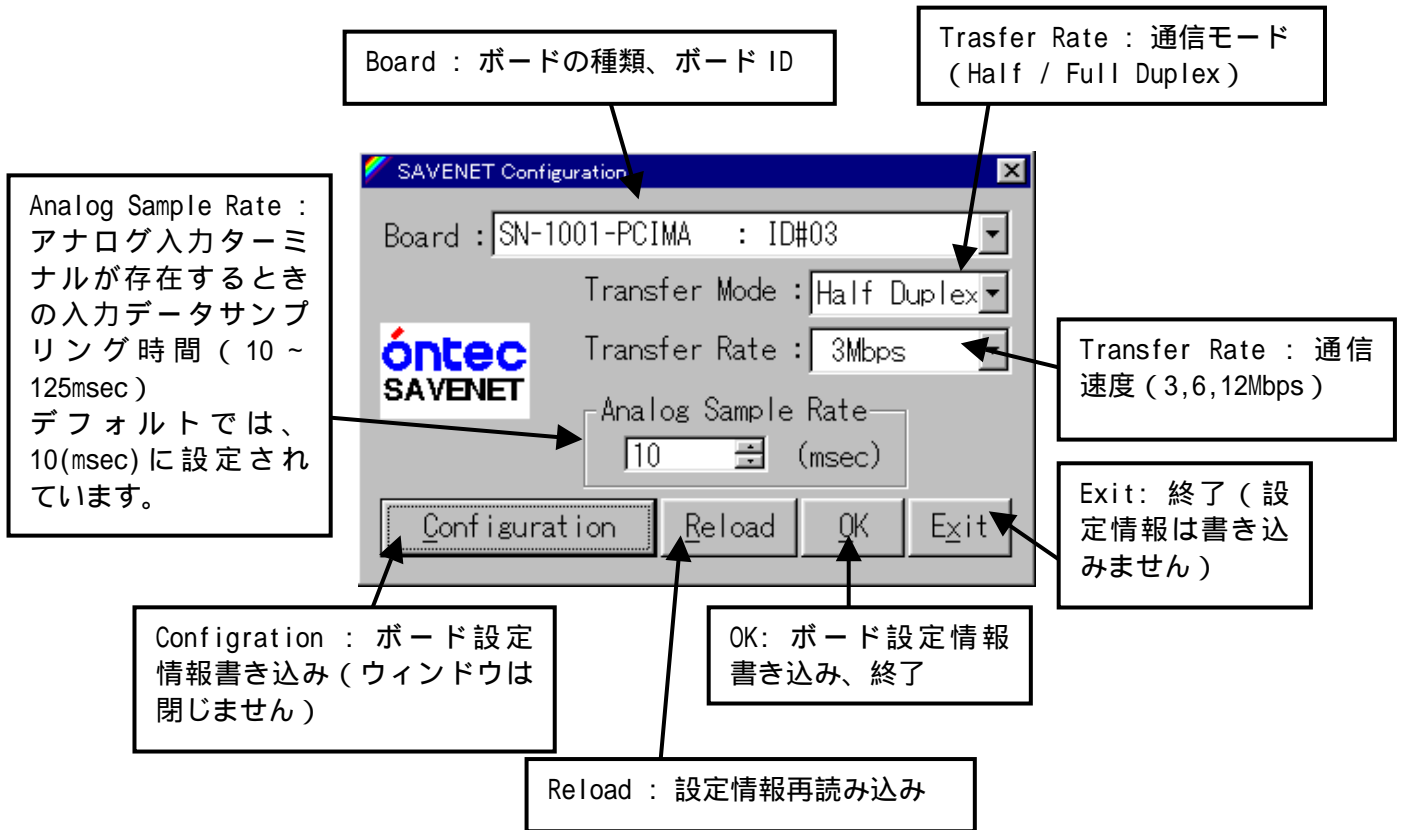 Board : ボードの種類、ボード ID
Trasfer Rate : 通信モード
（Half / Full Duplex）
Analog Sample Rate :
アナログ入力ターミ
ナルが存在するとき
の入力データサンプ
リング時間（10～
125msec）
デフォルトでは、
10(msec)に設定され
ています。
SAVENET Configuration
Board : SN-1001-PCIMA : ID#03
Transfer Mode : Half Duplex
Transfer Rate : 3Mbps
óntec
SAVENET
Analog Sample Rate
10 (msec)
Configuration Reload OK Exit
Transfer Rate : 通信
速度（3,6,12Mbps）
Exit: 終了（設
定情報は書き込
みません）
Configration : ボード設定
情報書き込み（ウィンドウは
閉じません）
OK: ボード設定情報
書き込み、終了
Reload : 設定情報再読み込み